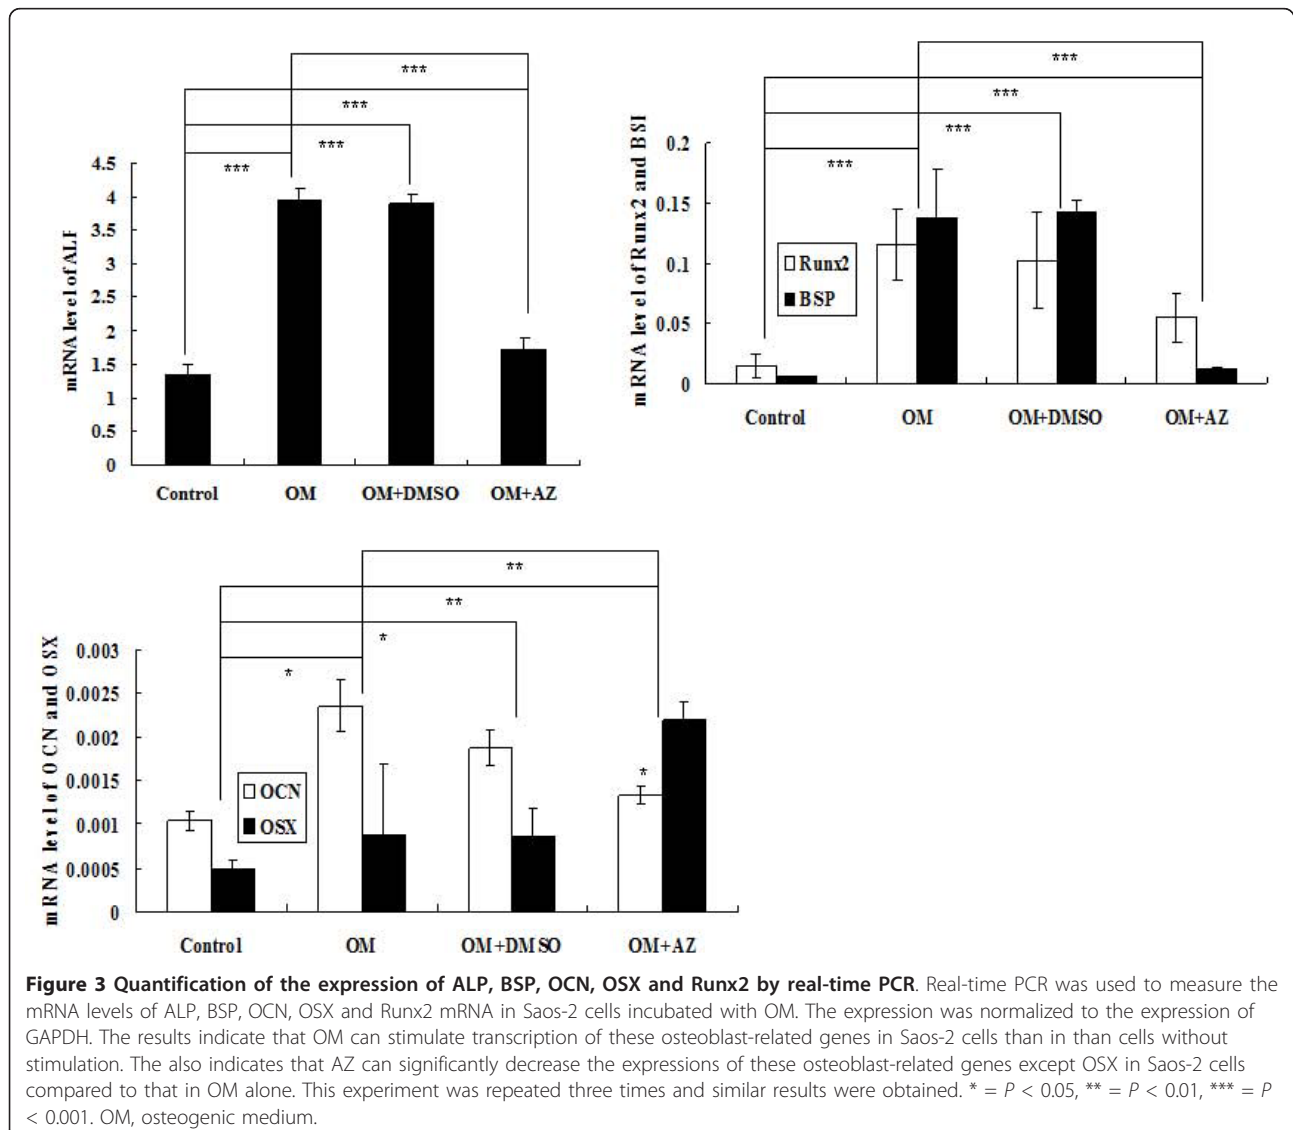 ***
***
***
***
mRNA level of ALP
4.5
4
3.5
3
2.5
2
1.5
1
0.5
0
Control OM OM+DMSO OM+AZ
***
***
***
***
mRNA level of Runx2 and BSI
0.2
0.15
0.1
0.05
0
Runx2
BSP
Control OM OM+DMSO OM+AZ
**
**
*
*
mRNA level of OCN and OSX
0.003
0.0025
0.002
0.0015
0.001
0.0005
0
OCN
OSX
*
Control OM OM+DMSO OM+AZ
Figure 3 Quantification of the expression of ALP, BSP, OCN, OSX and Runx2 by real-time PCR. Real-time PCR was used to measure the
mRNA levels of ALP, BSP, OCN, OSX and Runx2 mRNA in Saos-2 cells incubated with OM. The expression was normalized to the expression of
GAPDH. The results indicate that OM can stimulate transcription of these osteoblast-related genes in Saos-2 cells than in than cells without
stimulation. The also indicates that AZ can significantly decrease the expressions of these osteoblast-related genes except OSX in Saos-2 cells
compared to that in OM alone. This experiment was repeated three times and similar results were obtained. * = P < 0.05, ** = P < 0.01, *** = P
< 0.001. OM, osteogenic medium.